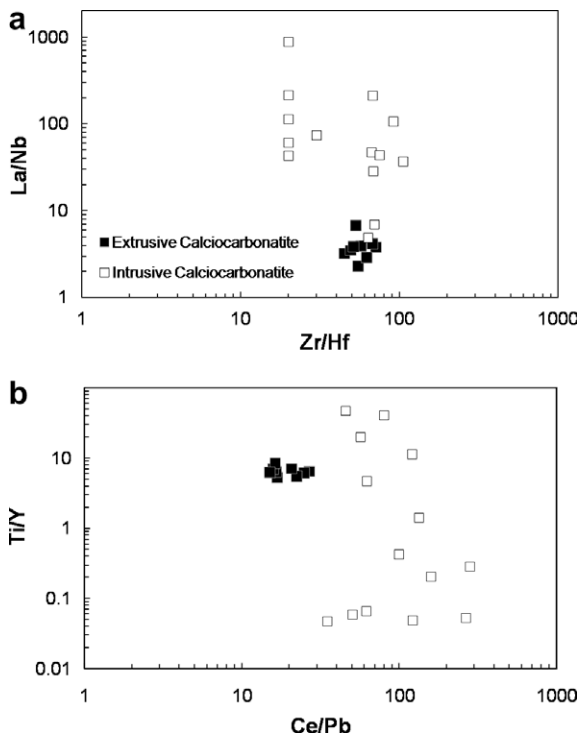 a
1000
100
10
1
La/Nb
Extrusive Calciocarbonatite
Intrusive Calciocarbonatite
1 10 100 1000
Zr/Hf
b
10
1
0.1
0.01
Ti/Y
1 10 100 1000
Ce/Pb